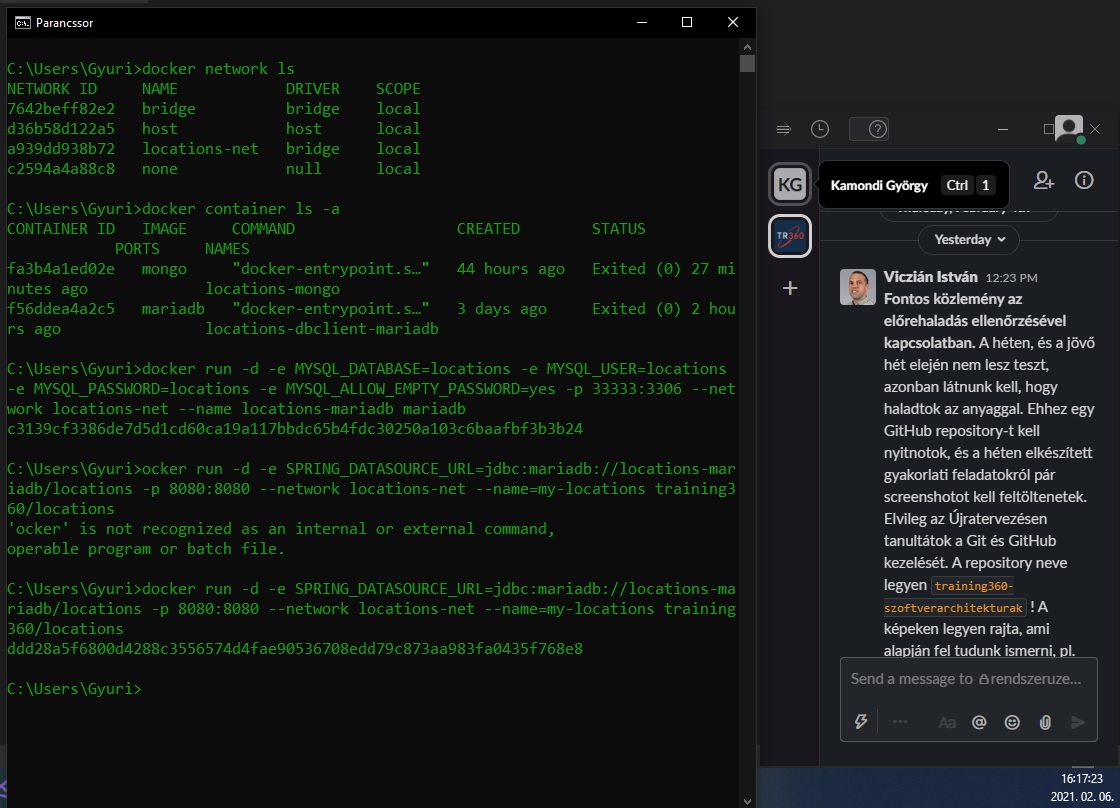 Parancssor
C:\Users\Gyuri>docker network ls
NETWORK ID     NAME            DRIVER    SCOPE
7642beff82e2   bridge          bridge    local
d36b58d122a5   host            host      local
a939dd938b72   locations-net   bridge    local
c2594a4a88c8   none            null      local
C:\Users\Gyuri>docker container ls -a
CONTAINER ID   IMAGE     COMMAND                  CREATED        STATUS
            PORTS     NAMES
fa3b4a1ed02e   mongo     "docker-entrypoint.s…"   44 hours ago   Exited (0) 27 mi
nutes ago             locations-mongo
f56ddea4a2c5   mariadb   "docker-entrypoint.s…"   3 days ago     Exited (0) 2 hou
rs ago                locations-dbclient-mariadb
C:\Users\Gyuri>docker run -d -e MYSQL_DATABASE=locations -e MYSQL_USER=locations
-e MYSQL_PASSWORD=locations -e MYSQL_ALLOW_EMPTY_PASSWORD=yes -p 33333:3306 --net
work locations-net --name locations-mariadb mariadb
c3139cf3386de7d5d1cd60ca19a117bbdc65b4fdc30250a103c6baafbf3b3b24
C:\Users\Gyuri>ocker run -d -e SPRING_DATASOURCE_URL=jdbc:mariadb://locations-mar
iadb/locations -p 8080:8080 --network locations-net --name=my-locations training3
60/locations
'ocker' is not recognized as an internal or external command,
operable program or batch file.
C:\Users\Gyuri>docker run -d -e SPRING_DATASOURCE_URL=jdbc:mariadb://locations-ma
riadb/locations -p 8080:8080 --network locations-net --name=my-locations training
360/locations
ddd28a5f6800d4288c3556574d4fae90536708edd79c873aa983fa0435f768e8
C:\Users\Gyuri>
KG
Kamondi György Ctrl 1
TR360
Yesterday
Viczián István 12:23 PM
Fontos közlemény az
előrehaladás ellenőrzésével
kapcsolatban. A héten, és a jövő
hét elején nem lesz teszt,
azonban látnunk kell, hogy
haladtok az anyaggal. Ehhez egy
GitHub repository-t kell
nyitnotok, és a héten elkészített
gyakorlati feladatokról pár
screenshotot kell feltöltenetek.
Elvileg az Újratervezésen
tanultátok a Git és GitHub
kezelését. A repository neve
legyen training360-
szoftverarchitekturak ! A
képeken legyen rajta, ami
alapján fel tudunk ismerni, pl.
Send a message to rendszeruze...
Aa
16:17:23
2021. 02. 06.